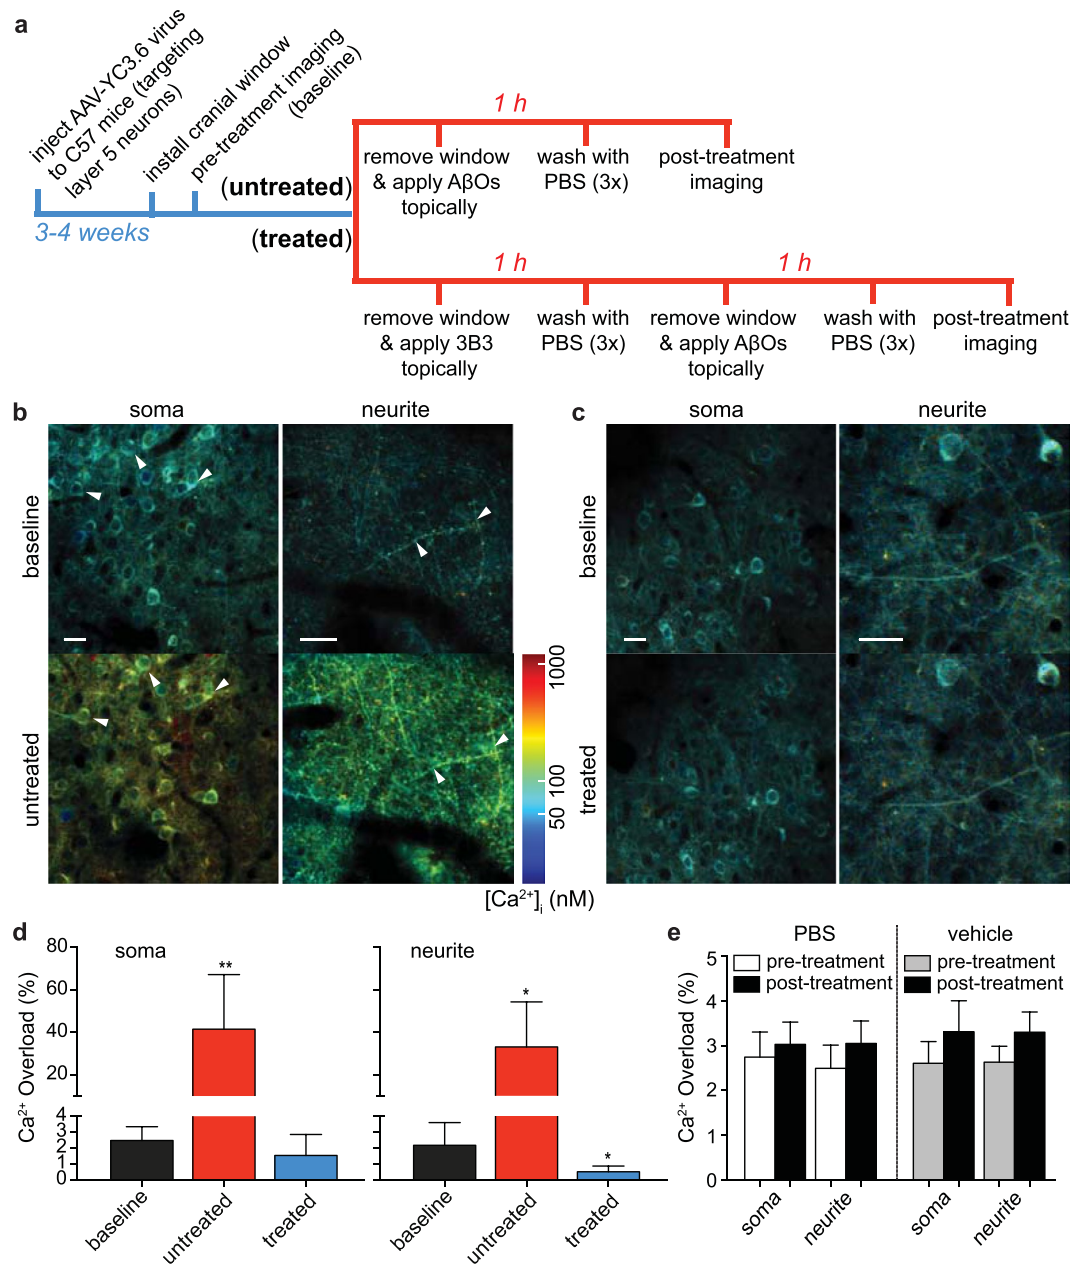 a
inject AAV-YC3.6 virus
to C57 mice (targeting
layer 5 neurons)
install cranial window
pre-treatment imaging
(baseline)
3-4 weeks
(untreated)
(treated)
1 h
remove window
& apply AβOs
topically
wash with
PBS (3x)
post-treatment
imaging
1 h
1 h
remove window
& apply 3B3
topically
wash with
PBS (3x)
remove window
& apply AβOs
topically
wash with
PBS (3x)
post-treatment
imaging
b
soma
neurite
baseline
untreated
1000
100
50
[Ca²⁺]ᵢ (nM)
c
soma
neurite
baseline
treated
d
soma
neurite
Ca²⁺ Overload (%)
80
60
40
20
4
3
2
1
0
**
*
*
baseline
untreated
treated
baseline
untreated
treated
e
PBS
vehicle
pre-treatment
post-treatment
pre-treatment
post-treatment
Ca²⁺ Overload (%)
5
4
3
2
1
0
soma
neurite
soma
neurite